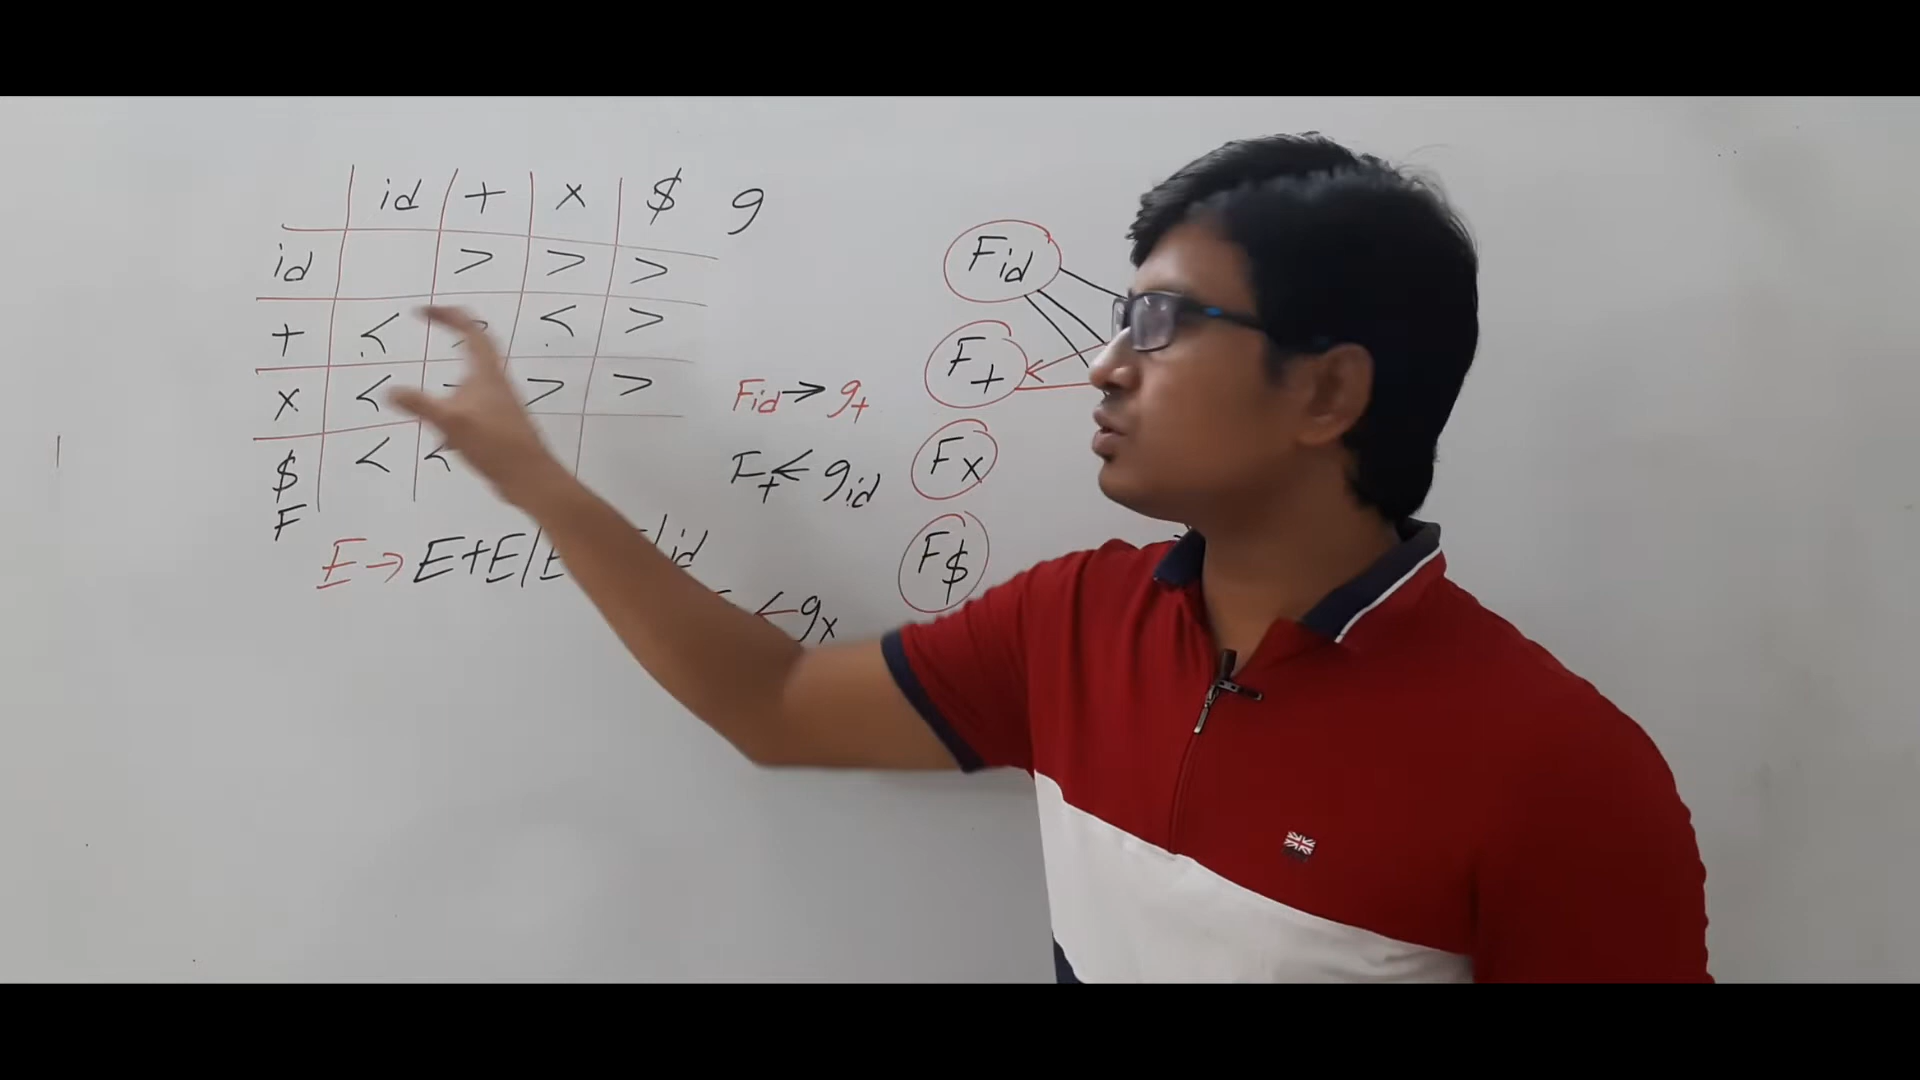 id + x $ g
id > > >
+ < > < >
x < > >
$ < <
F
E → E+E|E | id
Fid > g+
F+ < gid
< gx
Fid
F+
Fx
F$